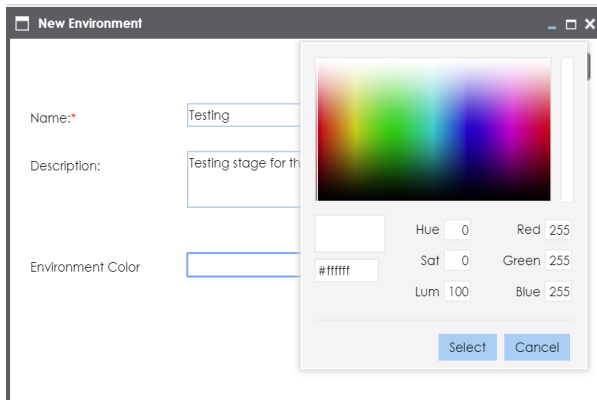 New Environment
Name:*
Testing
Description:
Testing stage for th
Environment Color
Hue 0 Red 255
#ffffff
Sat 0 Green 255
Lum 100 Blue 255
Select Cancel